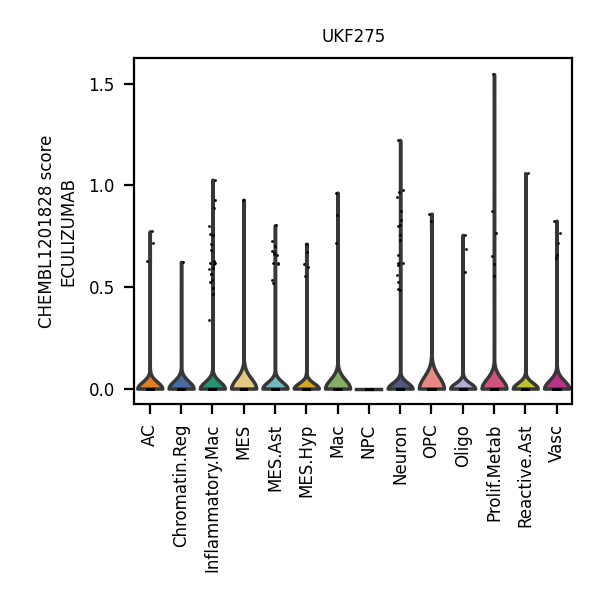 UKF275
CHEMBL1201828 score
ECULIZUMAB
1.5
1.0
0.5
0.0
AC
Chromatin.Reg
Inflammatory.Mac
MES
MES.Ast
MES.Hyp
Mac
NPC
Neuron
OPC
Oligo
Prolif.Metab
Reactive.Ast
Vasc